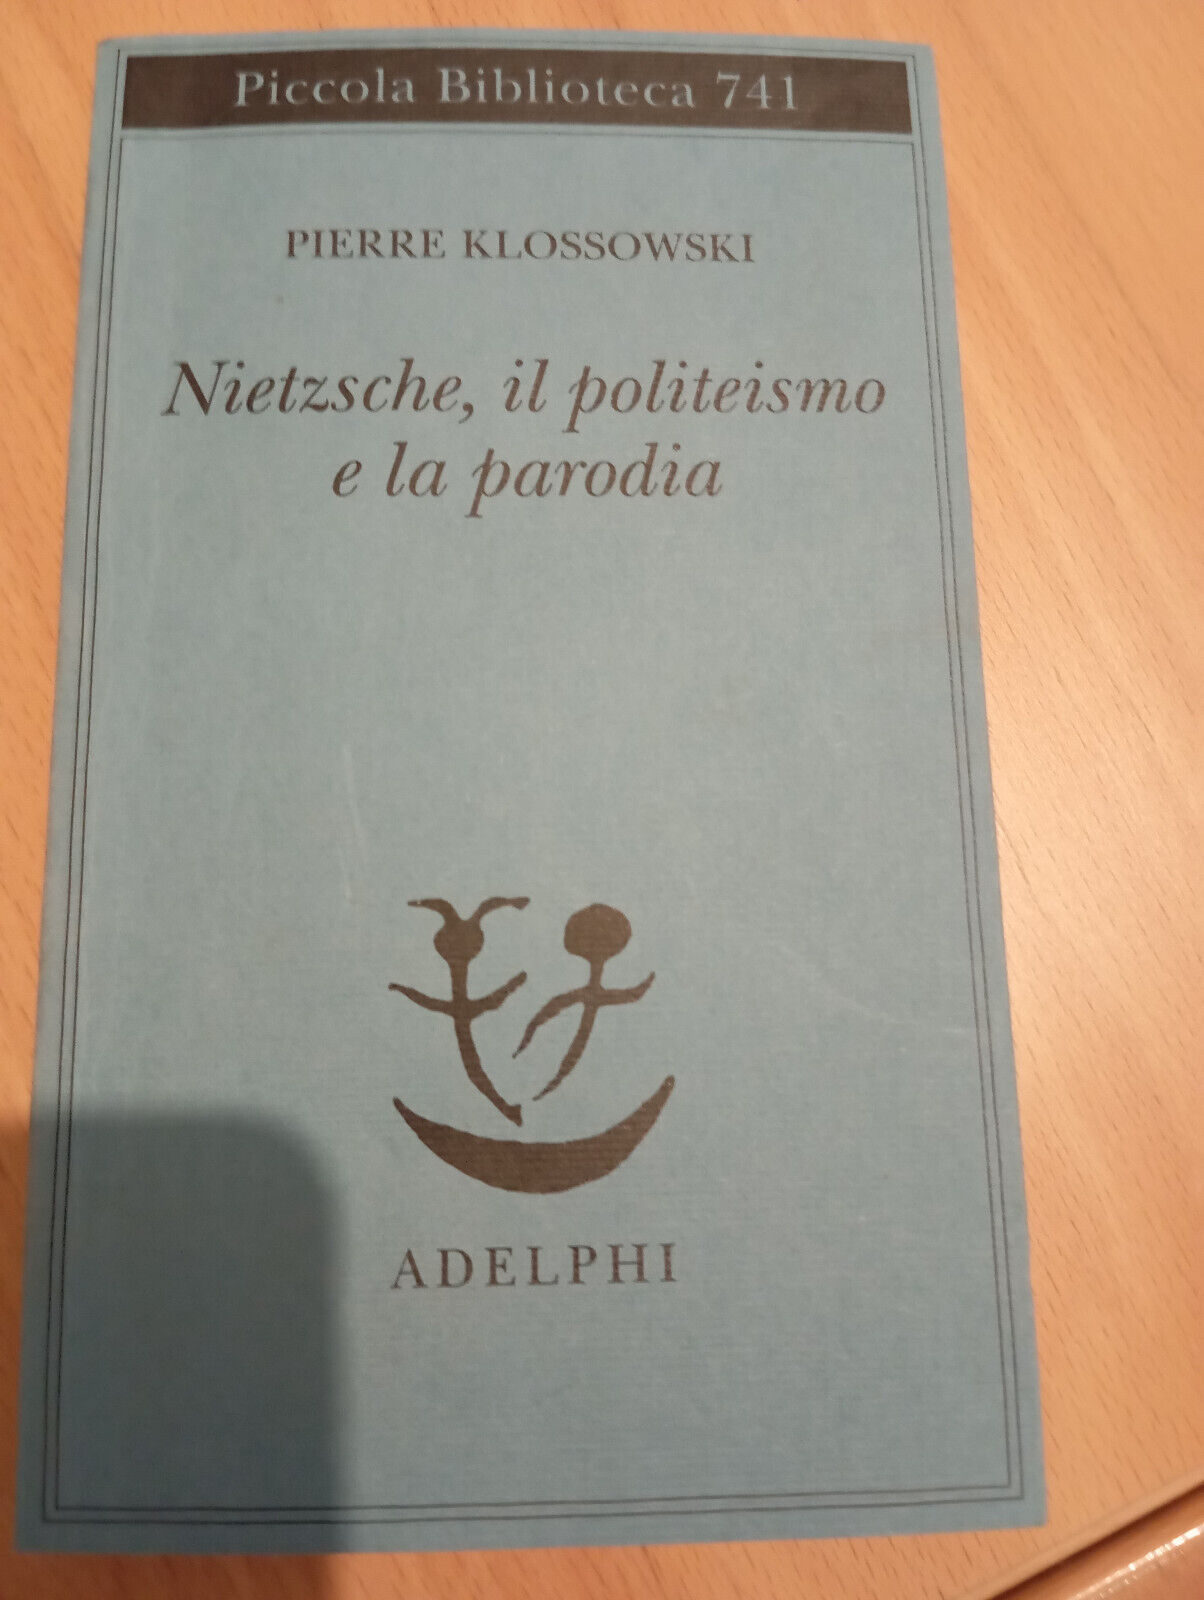 Piccola Biblioteca 741
PIERRE KLOSSOWSKI
Nietzsche, il politeismo
e la parodia
ADELPHI